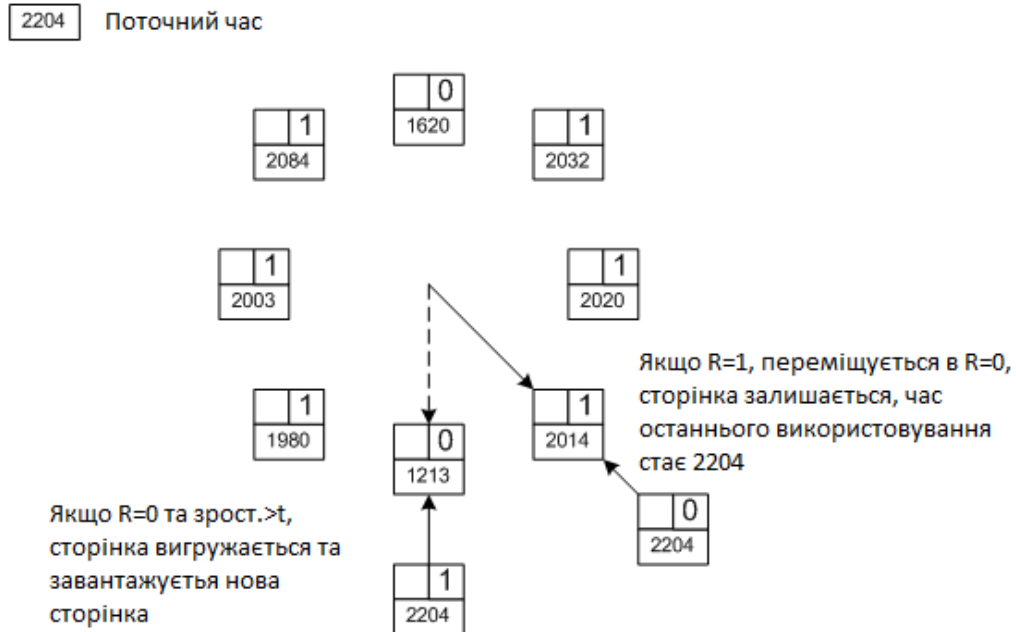 2204 Поточний час
0
1620
1
2084
1
2032
1
2003
1
2020
Якщо R=1, переміщується в R=0,
сторінка залишається, час
останнього використовування
стає 2204
1
1980
0
1213
1
2014
0
2204
Якщо R=0 та зрост.>t,
сторінка вигружається та
завантажуєтья нова
сторінка
1
2204